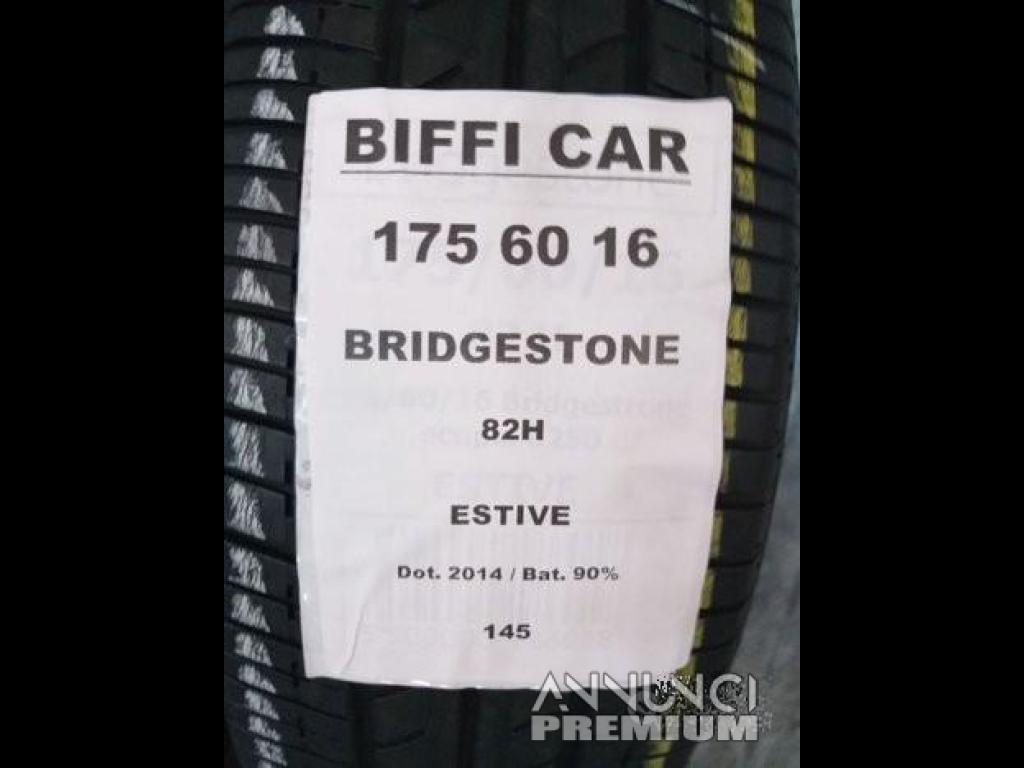 BIFFI CAR
175 60 16
BRIDGESTONE
82H
ESTIVE
Dot. 2014 / Bat. 90%
145
ANNUNCI
PREMIUM